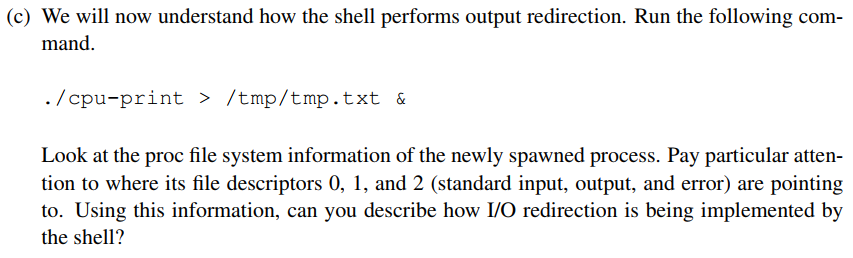 (c) We will now understand how the shell performs output redirection. Run the following com-
mand.
./cpu-print > /tmp/tmp.txt &
Look at the proc file system information of the newly spawned process. Pay particular atten-
tion to where its file descriptors 0, 1, and 2 (standard input, output, and error) are pointing
to. Using this information, can you describe how I/O redirection is being implemented by
the shell?